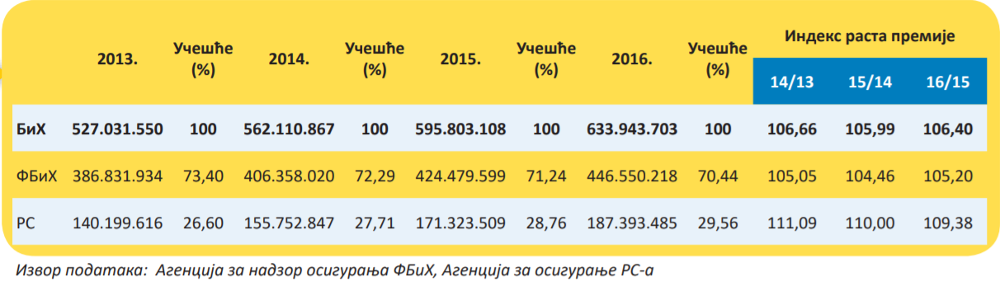 2013. Учешће (%) 2014. Учешће (%) 2015. Учешће (%) 2016. Учешће (%) Индекс раста премије
14/13 15/14 16/15
БиХ 527.031.550 100 562.110.867 100 595.803.108 100 633.943.703 100 106,66 105,99 106,40
ФБиХ 386.831.934 73,40 406.358.020 72,29 424.479.599 71,24 446.550.218 70,44 105,05 104,46 105,20
РС 140.199.616 26,60 155.752.847 27,71 171.323.509 28,76 187.393.485 29,56 111,09 110,00 109,38
Извор података: Агенција за надзор осигурања ФБиХ, Агенција за осигурање РС-а